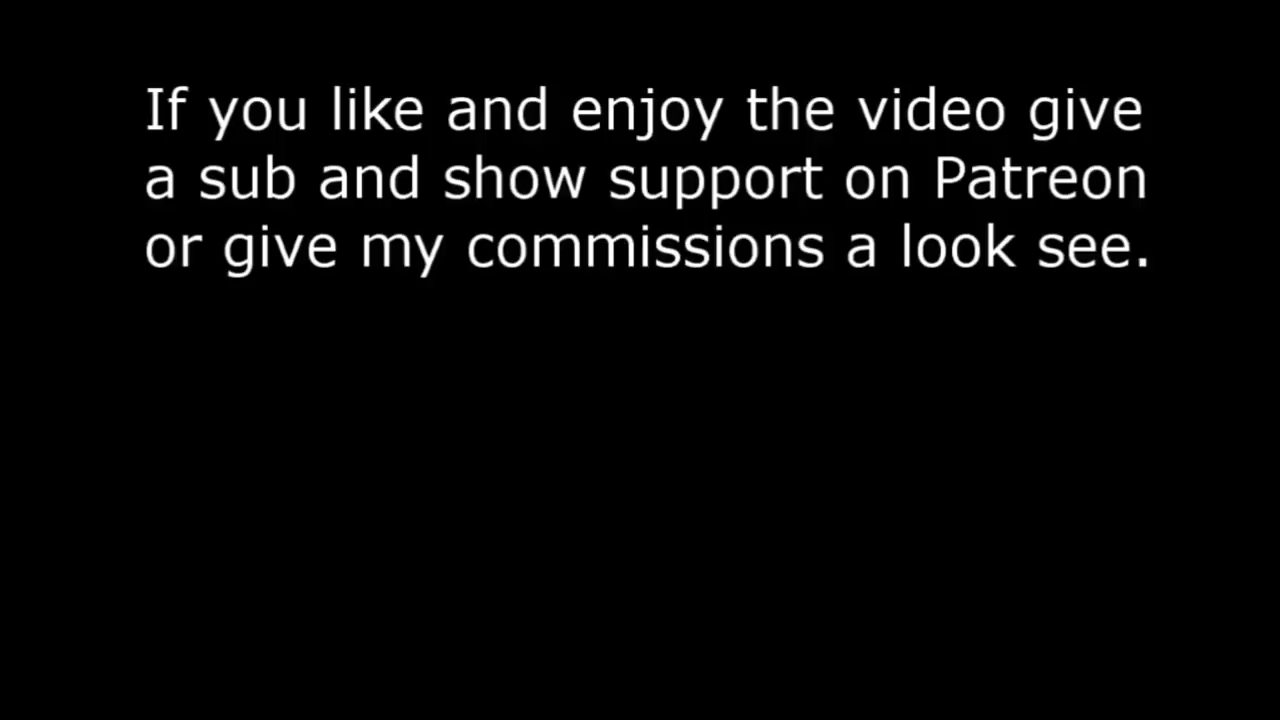 If you like and enjoy the video give
a sub and show support on Patreon
or give my commissions a look see.